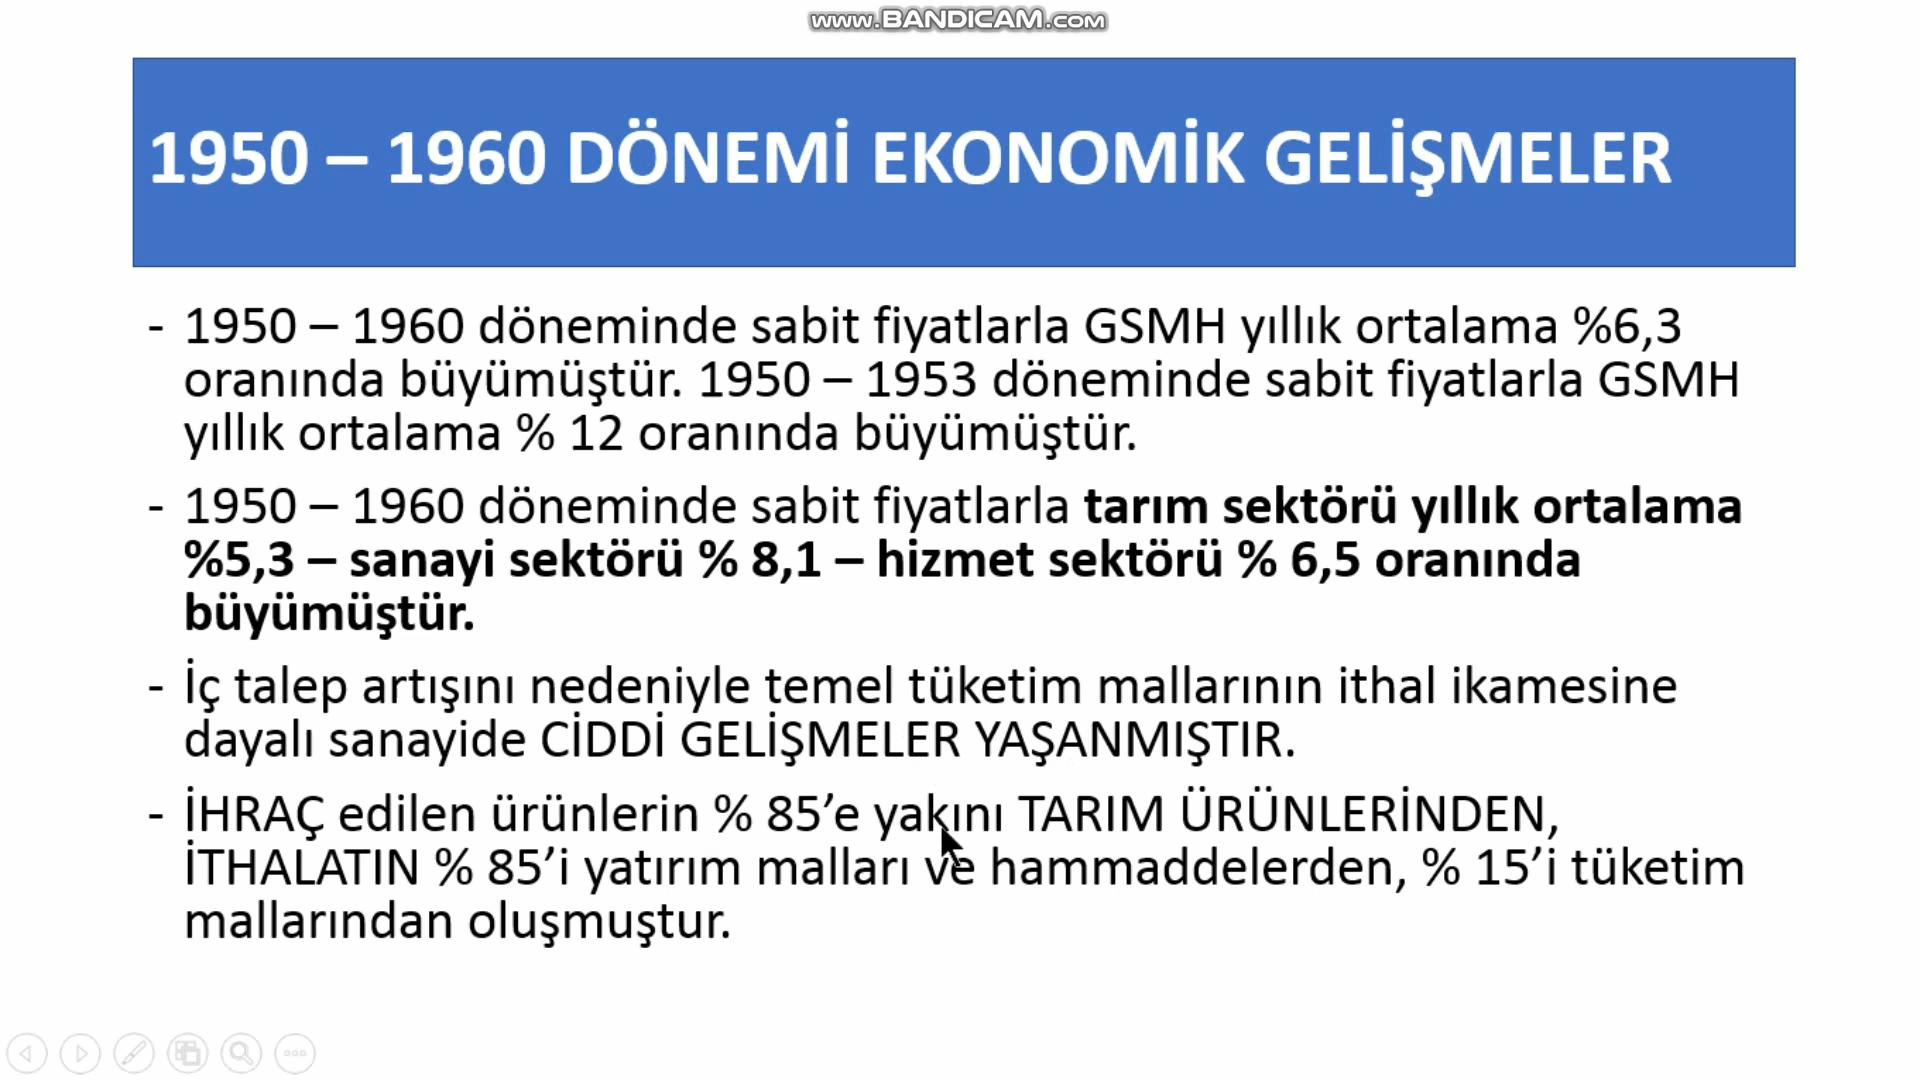 www.BANDICAM.com
1950 – 1960 DÖNEMİ EKONOMİK GELİŞMELER
- 1950 – 1960 döneminde sabit fiyatlarla GSMH yıllık ortalama %6,3
oranında büyümüştür. 1950 – 1953 döneminde sabit fiyatlarla GSMH
yıllık ortalama % 12 oranında büyümüştür.
- 1950 – 1960 döneminde sabit fiyatlarla tarım sektörü yıllık ortalama
%5,3 – sanayi sektörü % 8,1 – hizmet sektörü % 6,5 oranında
büyümüştür.
- İç talep artışını nedeniyle temel tüketim mallarının ithal ikamesine
dayalı sanayide CİDDİ GELİŞMELER YAŞANMIŞTIR.
- İHRAÇ edilen ürünlerin % 85’e yakını TARIM ÜRÜNLERİNDEN,
İTHALATIN % 85’i yatırım malları ve hammaddelerden, % 15’i tüketim
mallarından oluşmuştur.